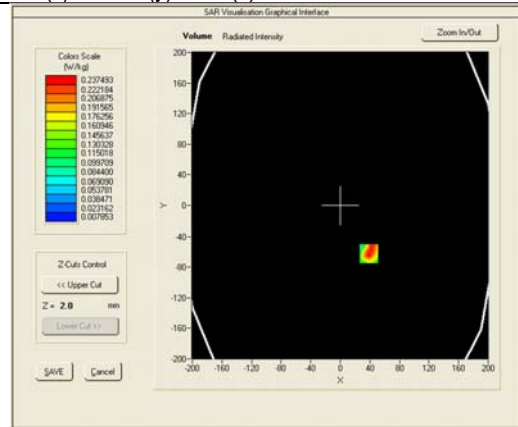 SAR Visualisation Graphical Interface
Volume Radiated Intensity
Zoom In/Out
Colors Scale
(W/kg)
0.237493
0.222184
0.206875
0.191565
0.176256
0.160946
0.145637
0.130328
0.115018
0.099709
0.084400
0.069090
0.053781
0.038471
0.023162
0.007853
200-
160-
120-
80-
40-
0-
-40-
-80-
-120-
-160-
-200-
Y
-200 -160 -120 -80 -40 0 40 80 120 160 200
X
Z-Cuts Control
<< Upper Cut
Z = 2.0 mm
Lower Cut >>
SAVE Cancel